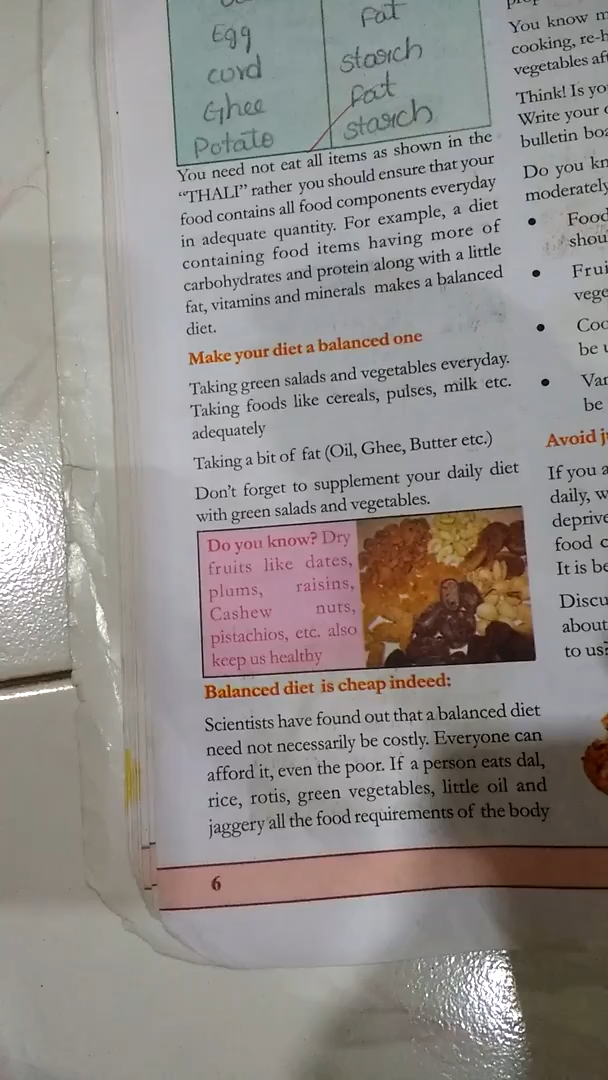 Egg
fat
curd
starch
Ghee
fat
Potato
starch
You need not eat all items as shown in the
“THALI” rather you should ensure that your
food contains all food components everyday
in adequate quantity. For example, a diet
containing food items having more of
carbohydrates and protein along with a little
fat, vitamins and minerals makes a balanced
diet.
Make your diet a balanced one
Taking green salads and vegetables everyday.
Taking foods like cereals, pulses, milk etc.
adequately
Taking a bit of fat (Oil, Ghee, Butter etc.)
Don’t forget to supplement your daily diet
with green salads and vegetables.
Do you know? Dry
fruits like dates,
plums, raisins,
Cashew nuts,
pistachios, etc. also
keep us healthy
Balanced diet is cheap indeed:
Scientists have found out that a balanced diet
need not necessarily be costly. Everyone can
afford it, even the poor. If a person eats dal,
rice, rotis, green vegetables, little oil and
jaggery all the food requirements of the body
6
You know
cooking,
vegetables
Think! Is
Write your
bulletin
Do you
moderately
• Food
•
•
be
• 
be
Avoid
If you
daily,
food
It is
Discu
about
to us?